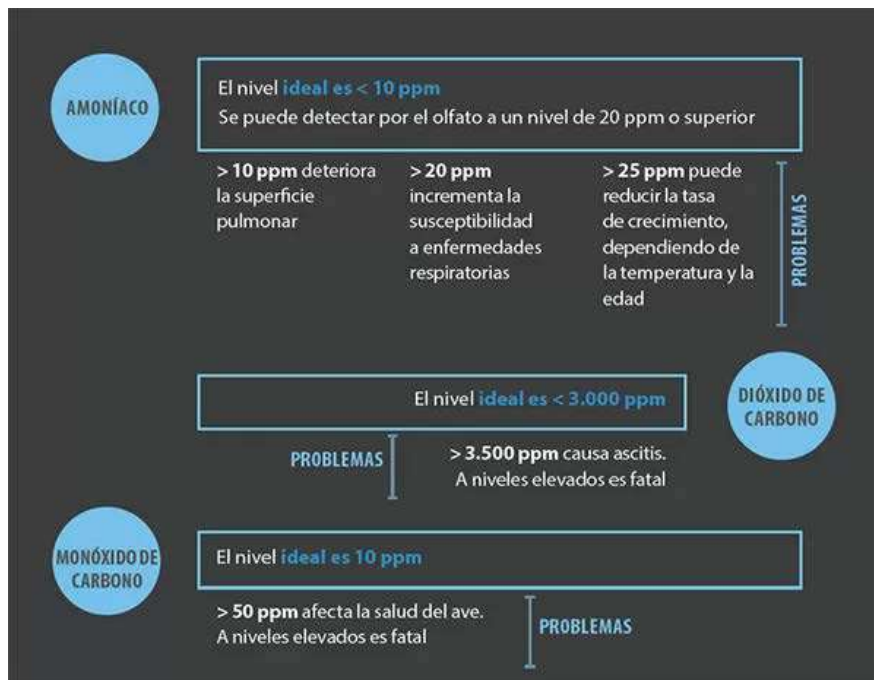 AMONÍACO
El nivel ideal es < 10 ppm
Se puede detectar por el olfato a un nivel de 20 ppm o superior
> 10 ppm deteriora
la superficie
pulmonar
> 20 ppm
incrementa la
susceptibilidad
a enfermedades
respiratorias
> 25 ppm puede
reducir la tasa
de crecimiento,
dependiendo de
la temperatura y la
edad
PROBLEMAS
El nivel ideal es < 3.000 ppm
DIÓXIDO DE
CARBONO
PROBLEMAS
> 3.500 ppm causa ascitis.
A niveles elevados es fatal
MONÓXIDO DE
CARBONO
El nivel ideal es 10 ppm
> 50 ppm afecta la salud del ave.
A niveles elevados es fatal
PROBLEMAS